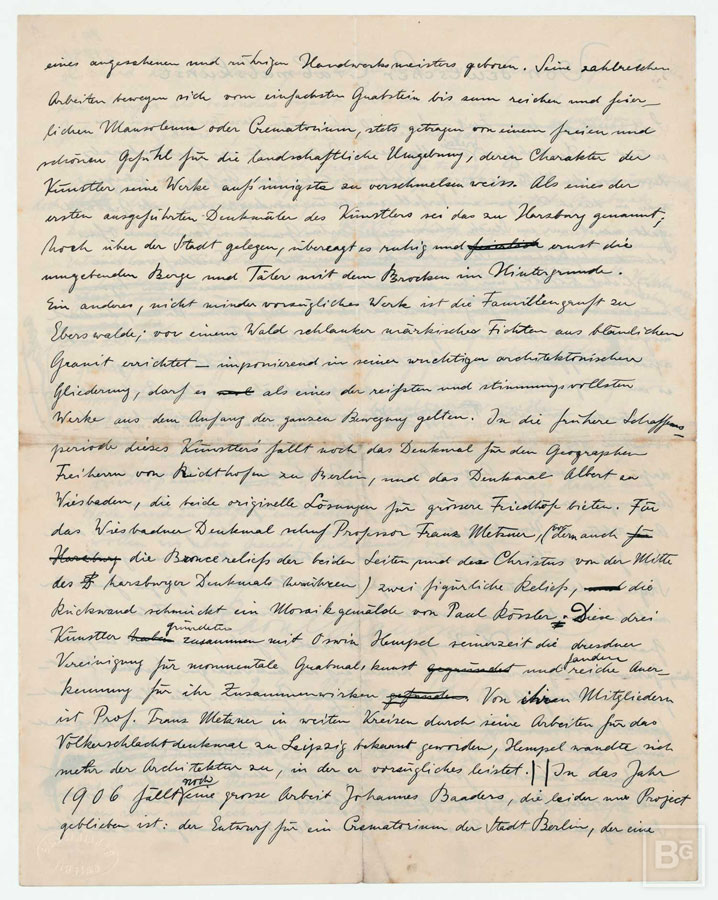 eines angesehenen und rührigen Handwerksmeisters geboren. Seine zahlreichen
Arbeiten bewegen sich vom einfachsten Grabstein bis zum reichen und feier-
lichen Mausoleum oder Crematorium, stets getragen von einem freien und
schönen Gefühl für die landschaftliche Umgebung, deren Charakter der
Künstler seine Werke aufs innigste zu verschmelzen weiss. Als eines der
ersten ausgeführten Denkmäler des Künstlers sei das zu Harzburg genannt;
hoch über der Stadt gelegen, überragt es ruhig und feierlich ernst die
umgebenden Berge und Täler mit dem Brocken im Hintergrunde.
Ein anderes, nicht minder vorzügliches Werk ist die Familiengruft zu
Eberswalde; vor einem Wald schlanker märkischer Fichten aus bläulichem
Granit errichtet — imponierend in seiner wuchtigen architektonischen
Gliederung, darf es als eines der reifsten und stimmungsvollsten
Werke aus dem Anfang der ganzen Bewegung gelten. In die frühere Schaffens-
periode dieses Künstlers fällt noch das Denkmal für den Geographen
Freiherrn von Richthofen zu Berlin, und das Denkmal Albert zu
Wiesbaden, die beide originelle Lösungen für grössere Friedhöfe bieten. Für
das Wiesbadner Denkmal schuf Professor Franz Metzner, ( dem auch für
Harzburg die Broncereliefs der beiden Seiten und des Christus von der Mitte
des harzburger Denkmals herrühren) zwei figürliche Reliefs, und die
Rückwand schmückt ein Mosaikgemälde von Paul Rössler. Diese drei
Künstler haben gründeten zusammen mit Oswin Hempel seinerzeit die dresdner
Vereinigung für monumentale Grabmalskunst gegründet und fanden reiche Aner-
kennung für ihr Zusammenwirken gefunden. Von ihren Mitgliedern
ist Prof. Franz Metzner in weiten Kreisen durch seine Arbeiten für das
Völkerschlachtdenkmal zu Leipzig bekannt geworden, Hempel wandte sich
mehr der Architektur zu, in der er vorzügliches leistet. || In das Jahr
1906 fällt noch eine grosse Arbeit Johannes Baaders, die leider nur Project
geblieben ist: der Entwurf für ein Crematorium der Stadt Berlin, der eine
BG